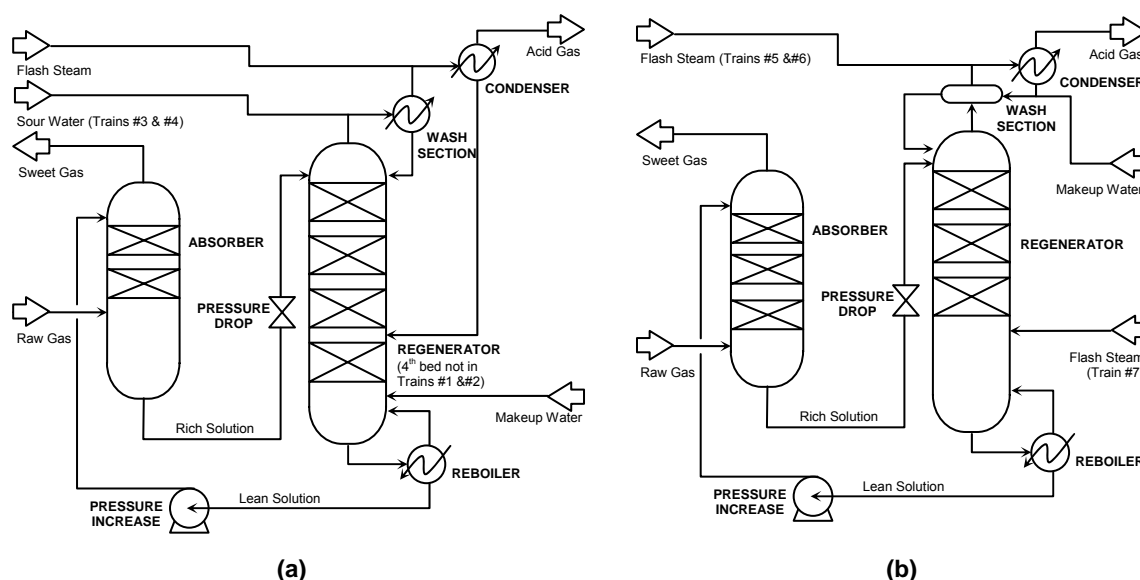 Flash Steam
Sour Water (Trains #3 & #4)
Sweet Gas
Acid Gas
CONDENSER
WASH
SECTION
ABSORBER
Raw Gas
PRESSURE
DROP
REGENERATOR
(4th bed not in
Trains #1 &#2)
Makeup Water
Rich Solution
REBOILER
Lean Solution
PRESSURE
INCREASE
(a)
Flash Steam (Trains #5 &#6)
Acid Gas
CONDENSER
WASH
SECTION
Sweet Gas
Makeup Water
ABSORBER
REGENERATOR
PRESSURE
DROP
Raw Gas
Flash Steam
(Train #7)
Rich Solution
REBOILER
Lean Solution
PRESSURE
INCREASE
(b)